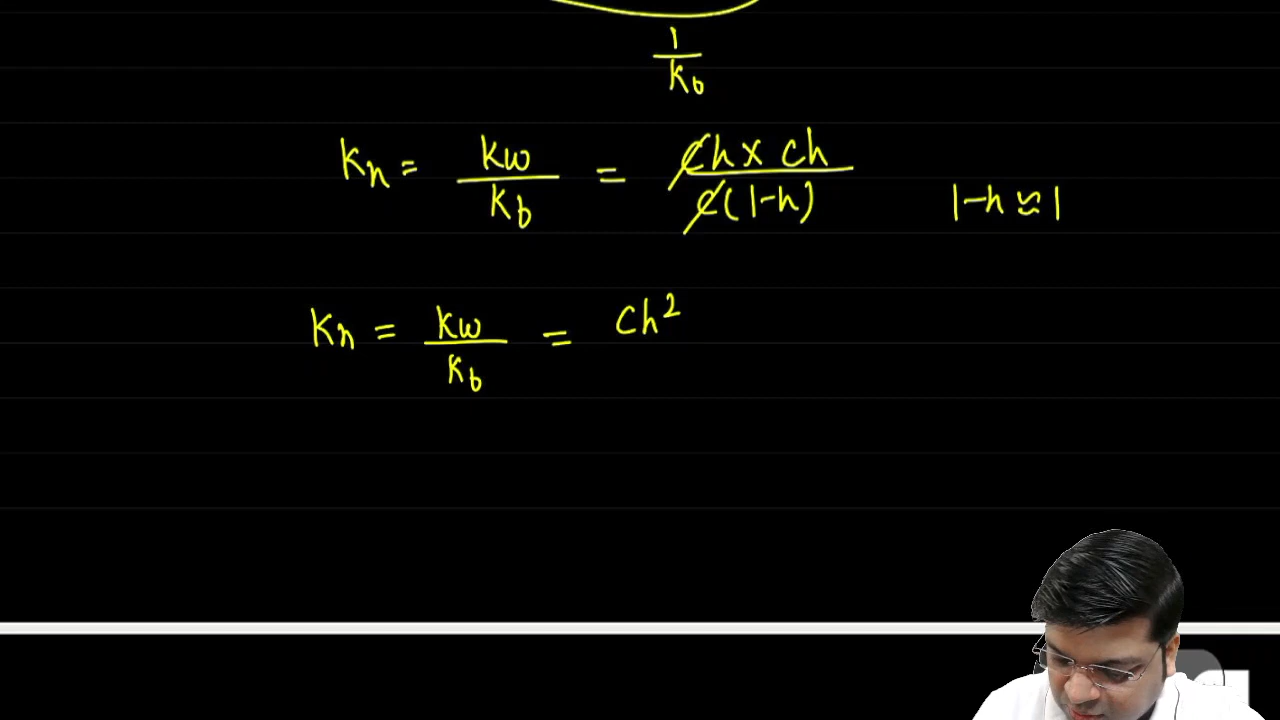 1/Kb
Kh = Kw/Kb = Ch x Ch/C(1-h) 1-h ≈ 1
Kh = Kw/Kb = Ch²